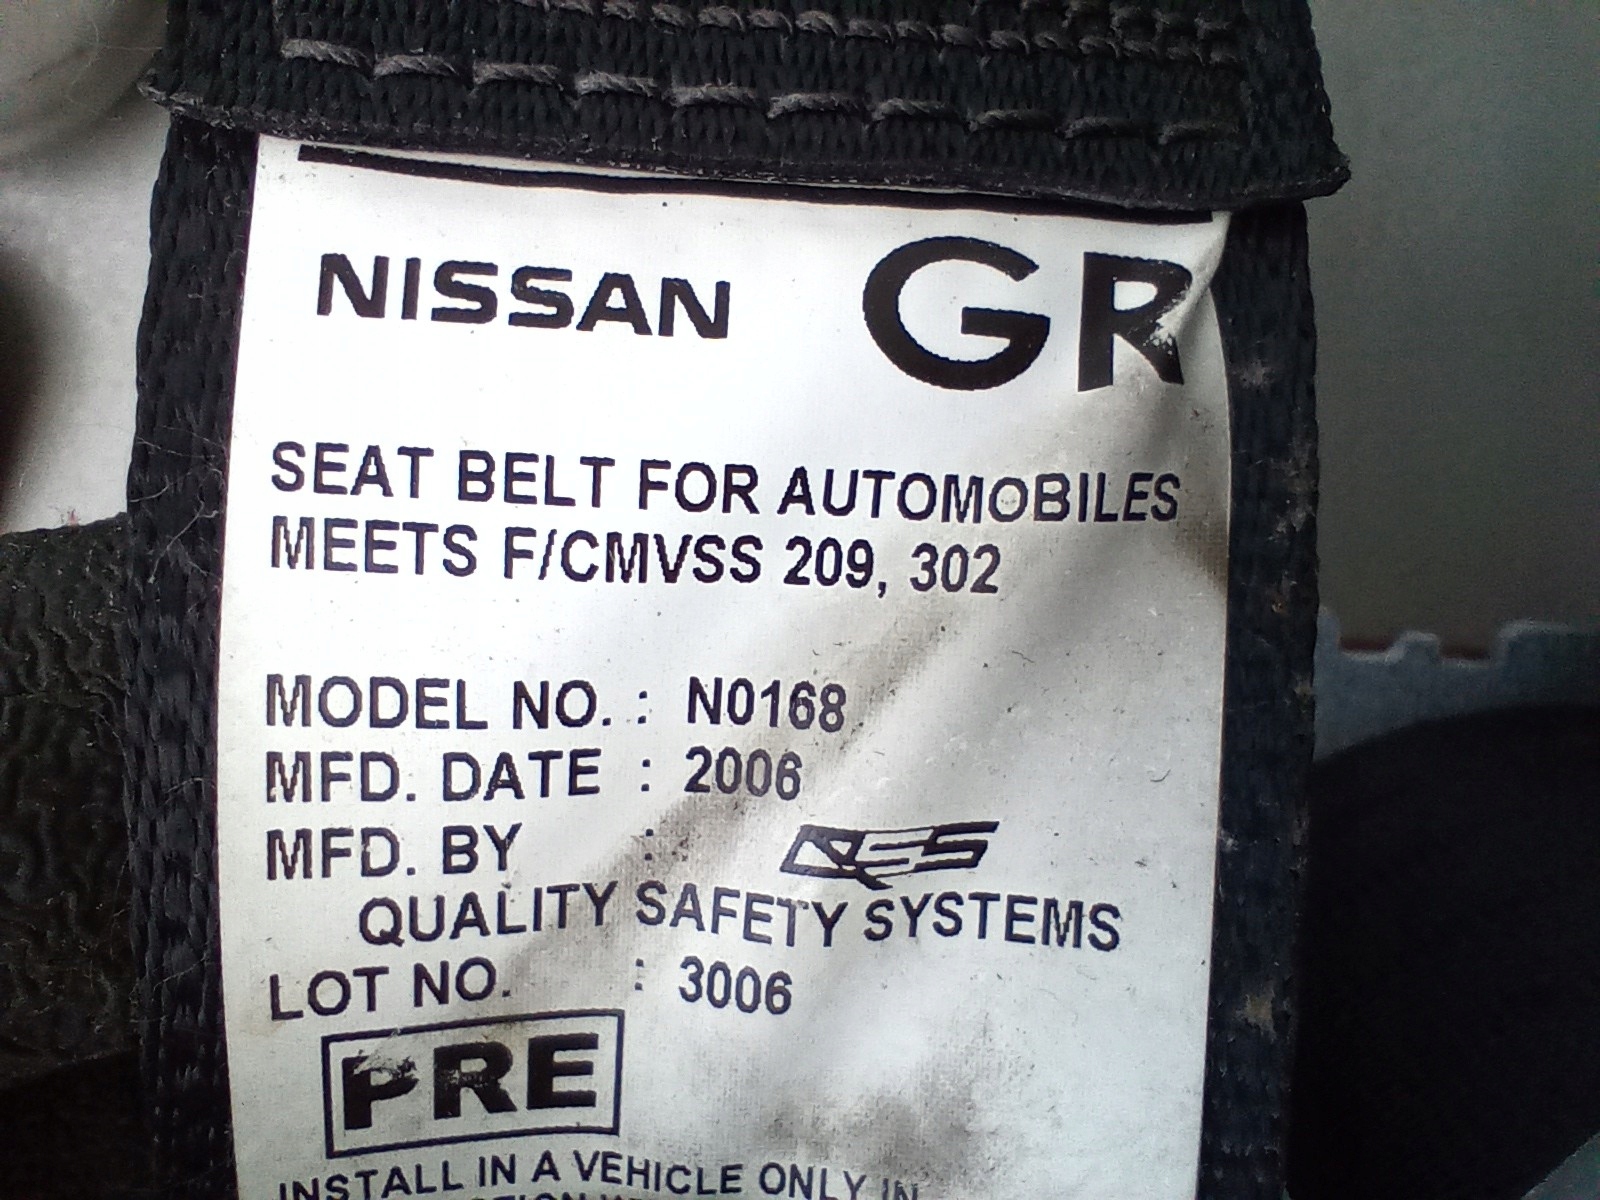 NISSAN GR
SEAT BELT FOR AUTOMOBILES
MEETS F/CMVSS 209, 302
MODEL NO. : N0168
MFD. DATE : 2006
MFD. BY : QSS
QUALITY SAFETY SYSTEMS
LOT NO. : 3006
PRE
INSTALL IN A VEHICLE ONLY IN